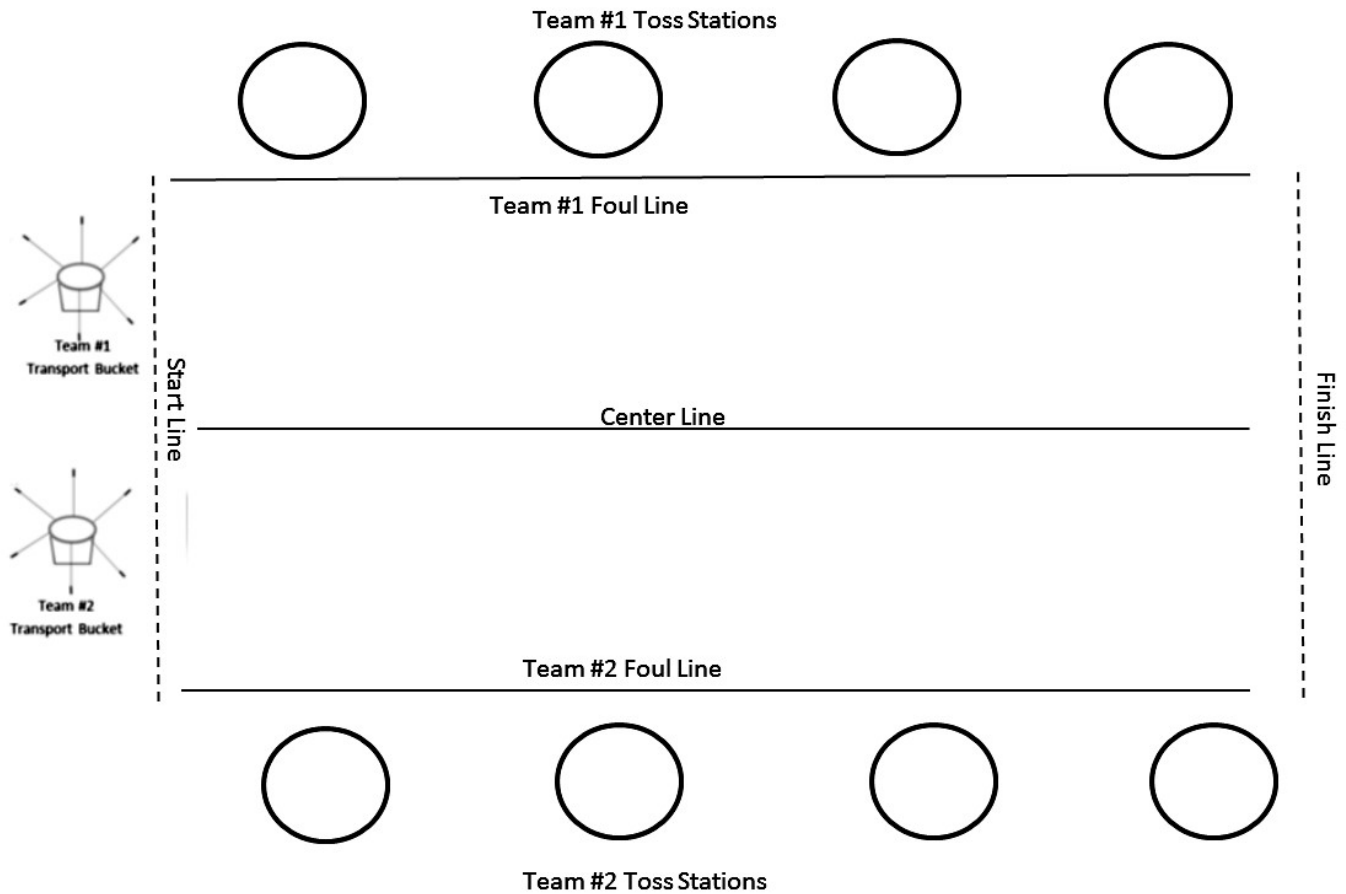 Team #1 Toss Stations
Team #1 Foul Line
Team #1
Transport Bucket
Start Line
Center Line
Finish Line
Team #2
Transport Bucket
Team #2 Foul Line
Team #2 Toss Stations